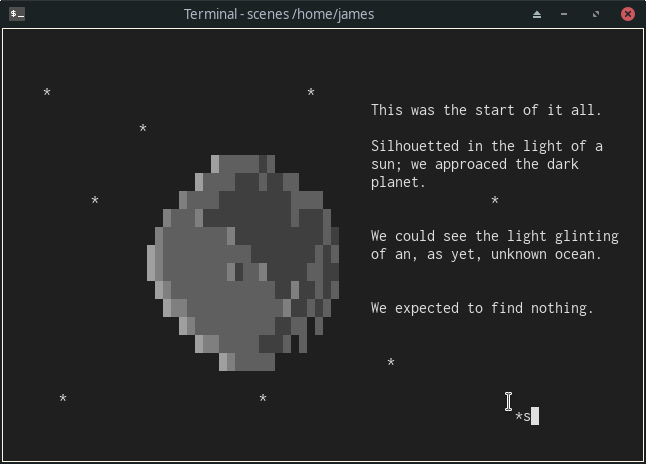 Terminal - scenes /home/james
$_
* *
This was the start of it all.
*
Silhouetted in the light of a
sun; we approaced the dark
planet.
* *
We could see the light glinting
of an, as yet, unknown ocean.
We expected to find nothing.
*
* *
*s